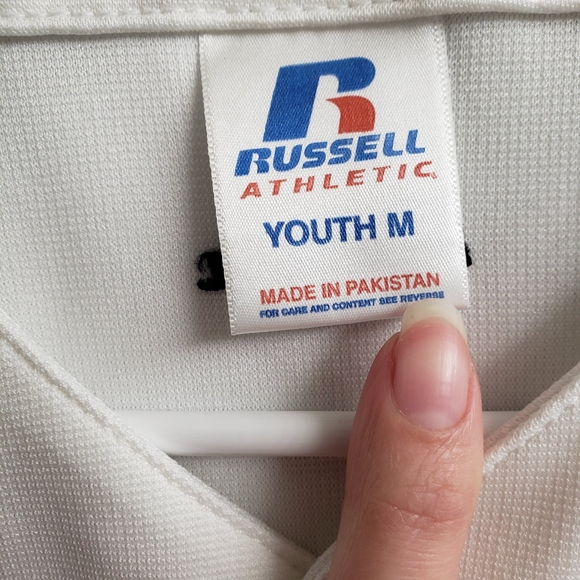 R
RUSSELL
ATHLETIC
YOUTH M
MADE IN PAKISTAN
FOR CARE AND CONTENT SEE REVERSE